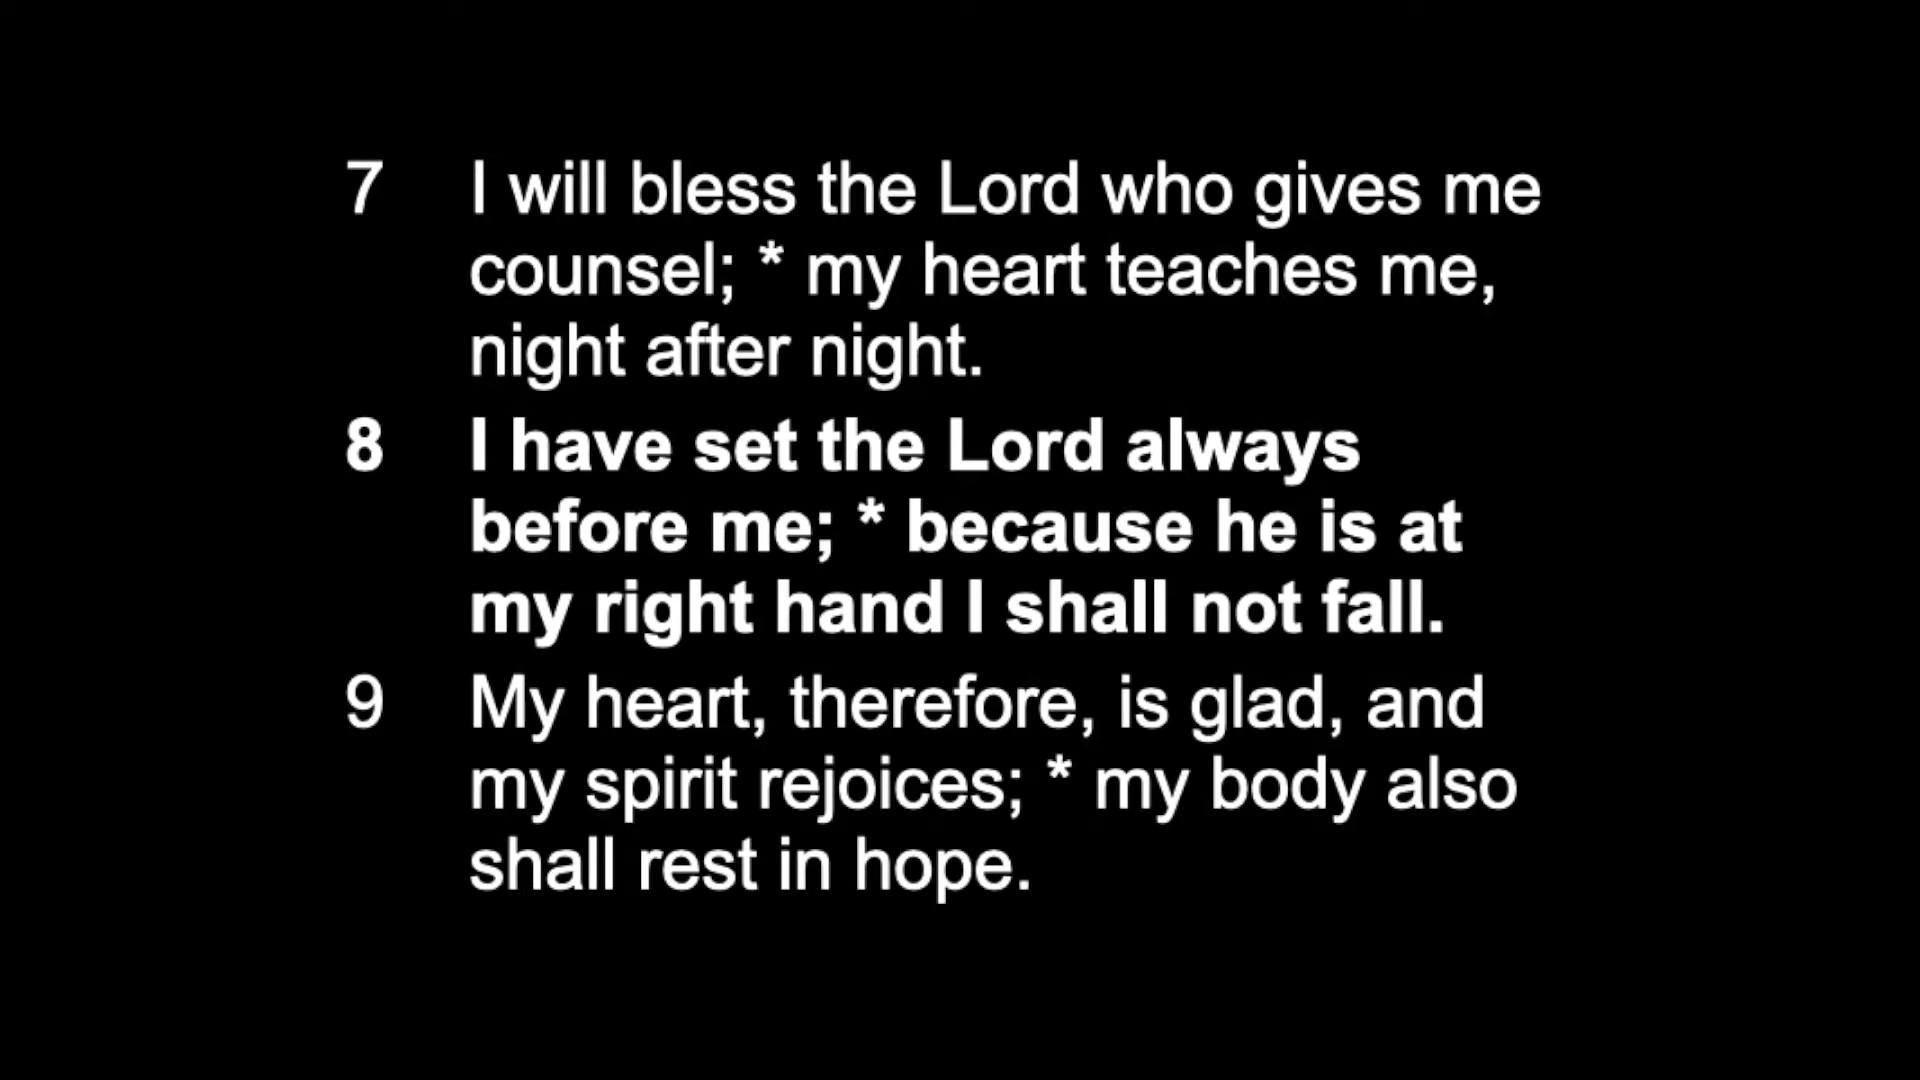 7 I will bless the Lord who gives me
counsel; * my heart teaches me,
night after night.
8 I have set the Lord always
before me; * because he is at
my right hand I shall not fall.
9 My heart, therefore, is glad, and
my spirit rejoices; * my body also
shall rest in hope.